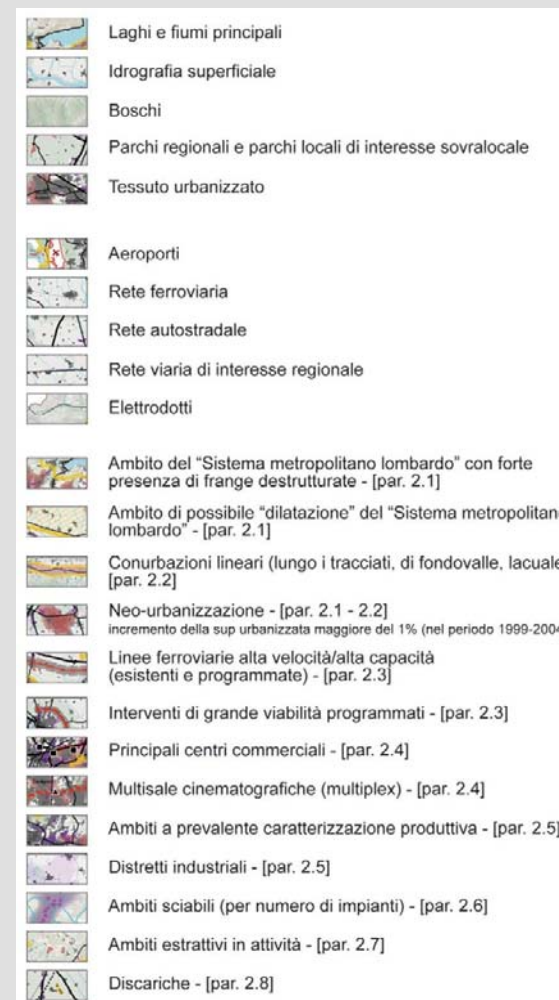 Laghi e fiumi principali
Idrografia superficiale
Boschi
Parchi regionali e parchi locali di interesse sovralocale
Tessuto urbanizzato
Aeroporti
Rete ferroviaria
Rete autostradale
Rete viaria di interesse regionale
Elettrodotti
Ambito del “Sistema metropolitano lombardo” con forte
presenza di frange destrutturate - [par. 2.1]
Ambito di possibile “dilatazione” del “Sistema metropolitan
lombardo” - [par. 2.1]
Conurbazioni lineari (lungo i tracciati, di fondovalle, lacuale
[par. 2.2]
Neo-urbanizzazione - [par. 2.1 - 2.2]
incremento della sup urbanizzata maggiore del 1% (nel periodo 1999-2004
Linee ferroviarie alta velocità/alta capacità
(esistenti e programmate) - [par. 2.3]
Interventi di grande viabilità programmati - [par. 2.3]
Principali centri commerciali - [par. 2.4]
Multisale cinematografiche (multiplex) - [par. 2.4]
Ambiti a prevalente caratterizzazione produttiva - [par. 2.5]
Distretti industriali - [par. 2.5]
Ambiti sciabili (per numero di impianti) - [par. 2.6]
Ambiti estrattivi in attività - [par. 2.7]
Discariche - [par. 2.8]